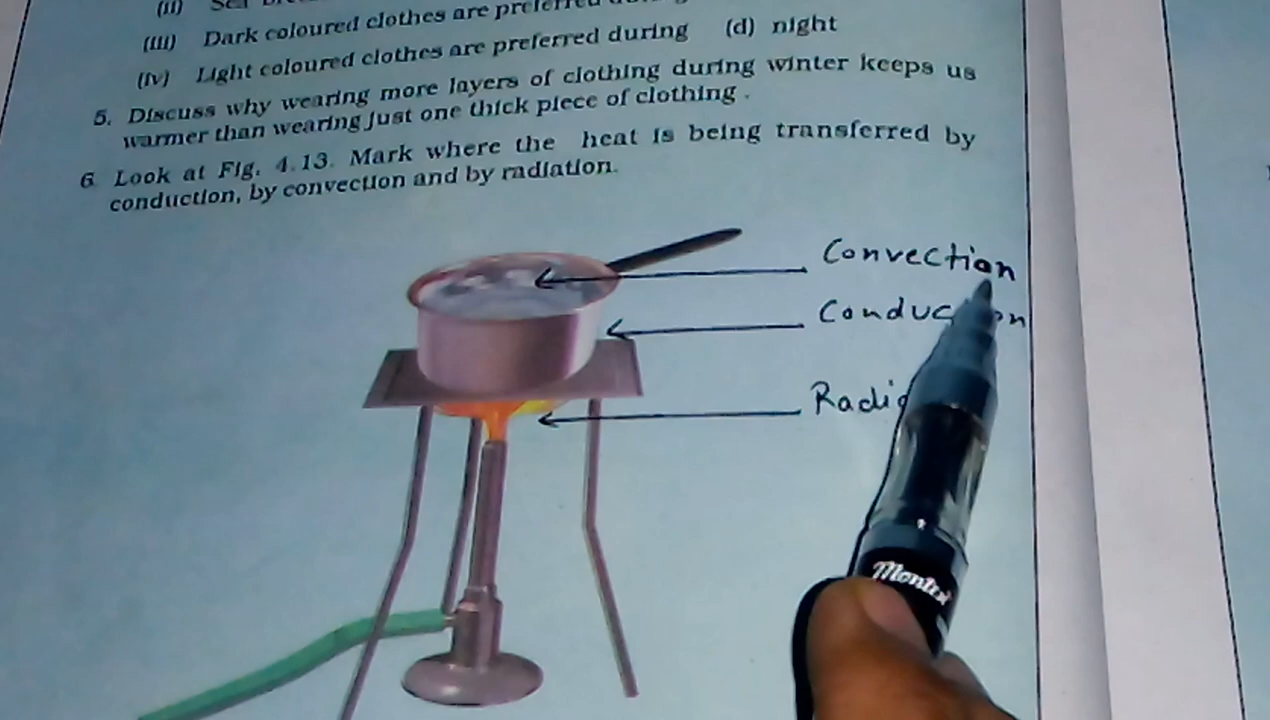 (ii)
(iii) Dark coloured clothes are preferred
(iv) Light coloured clothes are preferred during (d) night
5. Discuss why wearing more layers of clothing during winter keeps us
warmer than wearing just one thick piece of clothing .
6. Look at Fig. 4.13. Mark where the heat is being transferred by
conduction, by convection and by radiation.
Convection